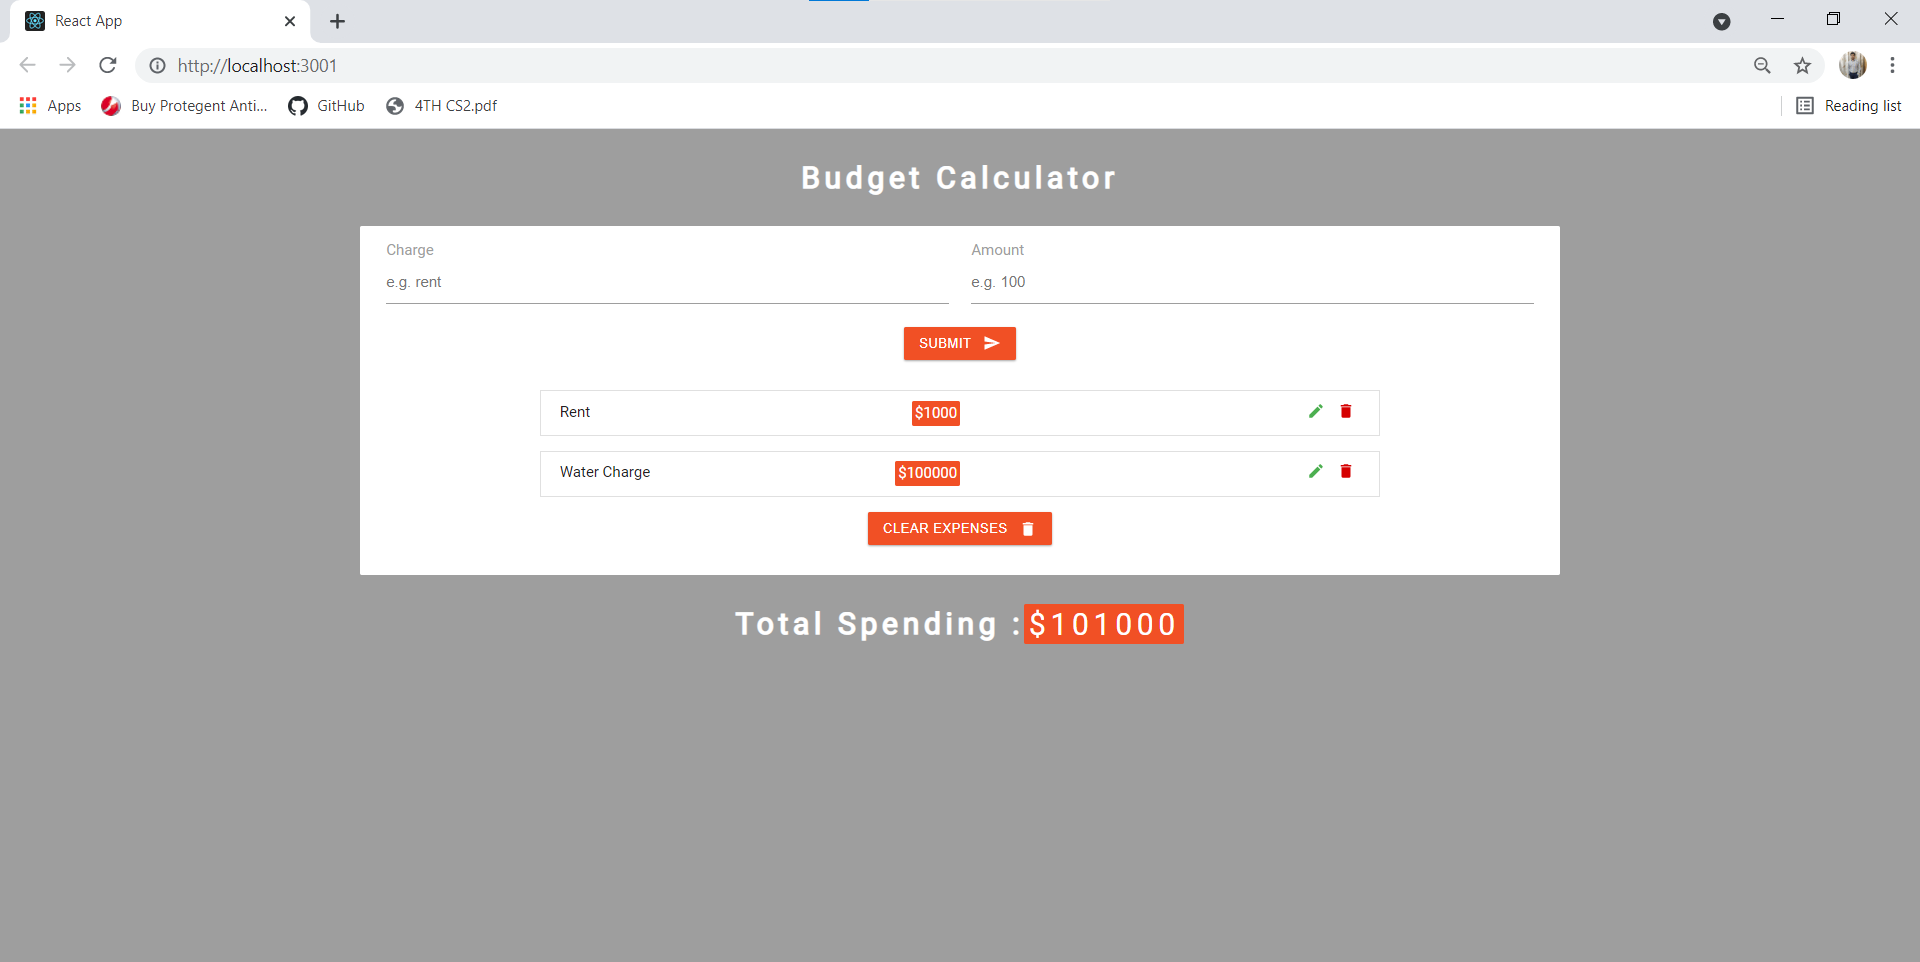 React App
http://localhost:3001
Apps Buy Protegent Anti... GitHub 4TH CS2.pdf Reading list
Budget Calculator
Charge Amount
e.g. rent e.g. 100
SUBMIT
Rent $1000
Water Charge $100000
CLEAR EXPENSES
Total Spending :$101000